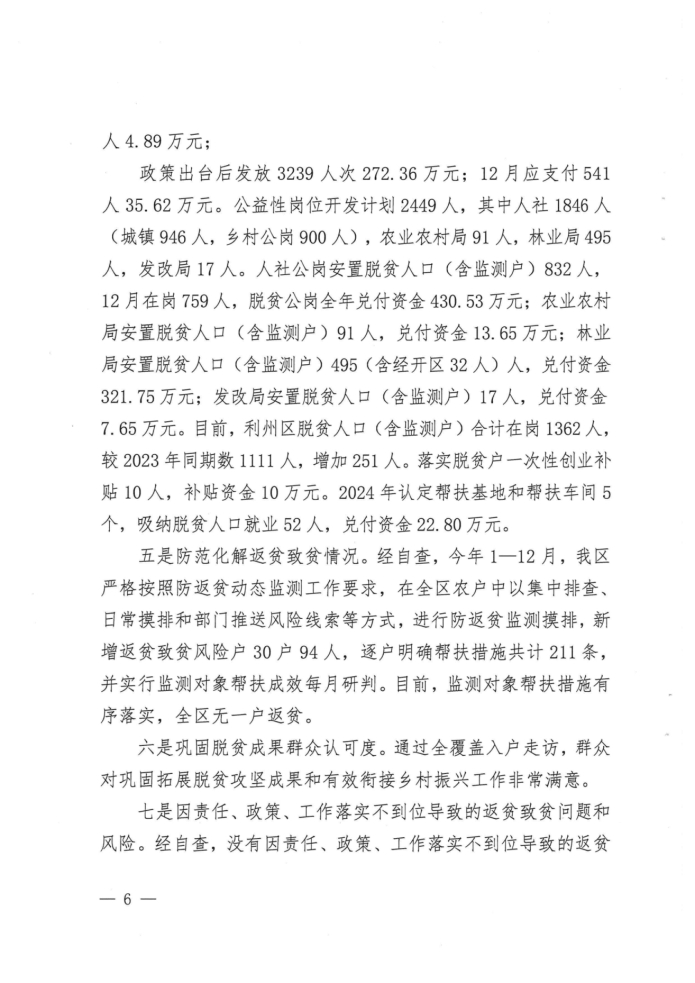 人 4.89 万元；
政策出台后发放 3239 人次 272.36 万元；12 月应支付 541
人 35.62 万元。公益性岗位开发计划 2449 人，其中人社 1846 人
（城镇 946 人，乡村公岗 900 人），农业农村局 91 人，林业局 495
人，发改局 17 人。人社公岗安置脱贫人口（含监测户）832 人，
12 月在岗 759 人，脱贫公岗全年兑付资金 430.53 万元；农业农村
局安置脱贫人口（含监测户）91 人，兑付资金 13.65 万元；林业
局安置脱贫人口（含监测户）495（含经开区 32 人）人，兑付资金
321.75 万元；发改局安置脱贫人口（含监测户）17 人，兑付资金
7.65 万元。目前，利州区脱贫人口（含监测户）合计在岗 1362 人，
较 2023 年同期数 1111 人，增加 251 人。落实脱贫户一次性创业补
贴 10 人，补贴资金 10 万元。2024 年认定帮扶基地和帮扶车间 5
个，吸纳脱贫人口就业 52 人，兑付资金 22.80 万元。
五是防范化解返贫致贫情况。经自查，今年 1—12 月，我区
严格按照防返贫动态监测工作要求，在全区农户中以集中排查、
日常摸排和部门推送风险线索等方式，进行防返贫监测摸排，新
增返贫致贫风险户 30 户 94 人，逐户明确帮扶措施共计 211 条，
并实行监测对象帮扶成效每月研判。目前，监测对象帮扶措施有
序落实，全区无一户返贫。
六是巩固脱贫成果群众认可度。通过全覆盖入户走访，群众
对巩固拓展脱贫攻坚成果和有效衔接乡村振兴工作非常满意。
七是因责任、政策、工作落实不到位导致的返贫致贫问题和
风险。经自查，没有因责任、政策、工作落实不到位导致的返贫
— 6 —